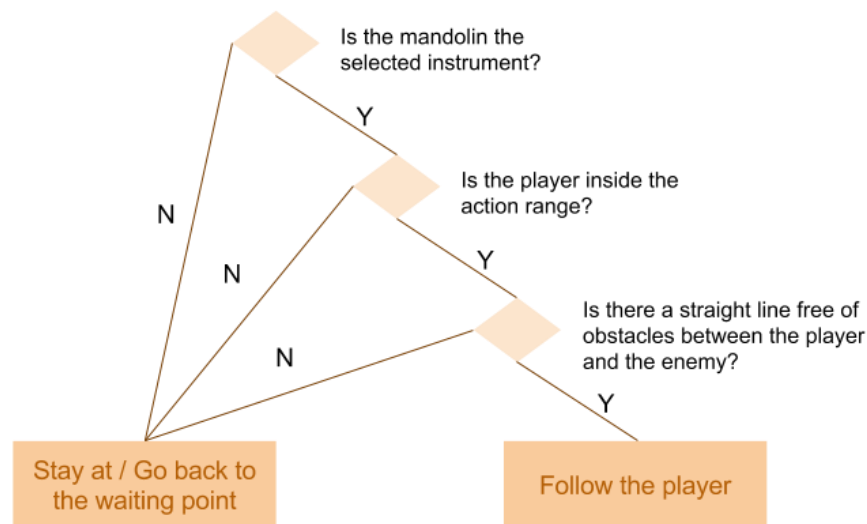 Is the mandolin the
selected instrument?
Y
Is the player inside the
action range?
N
Y
N
Is there a straight line free of
obstacles between the player
and the enemy?
N
Y
Stay at / Go back to
the waiting point
Follow the player